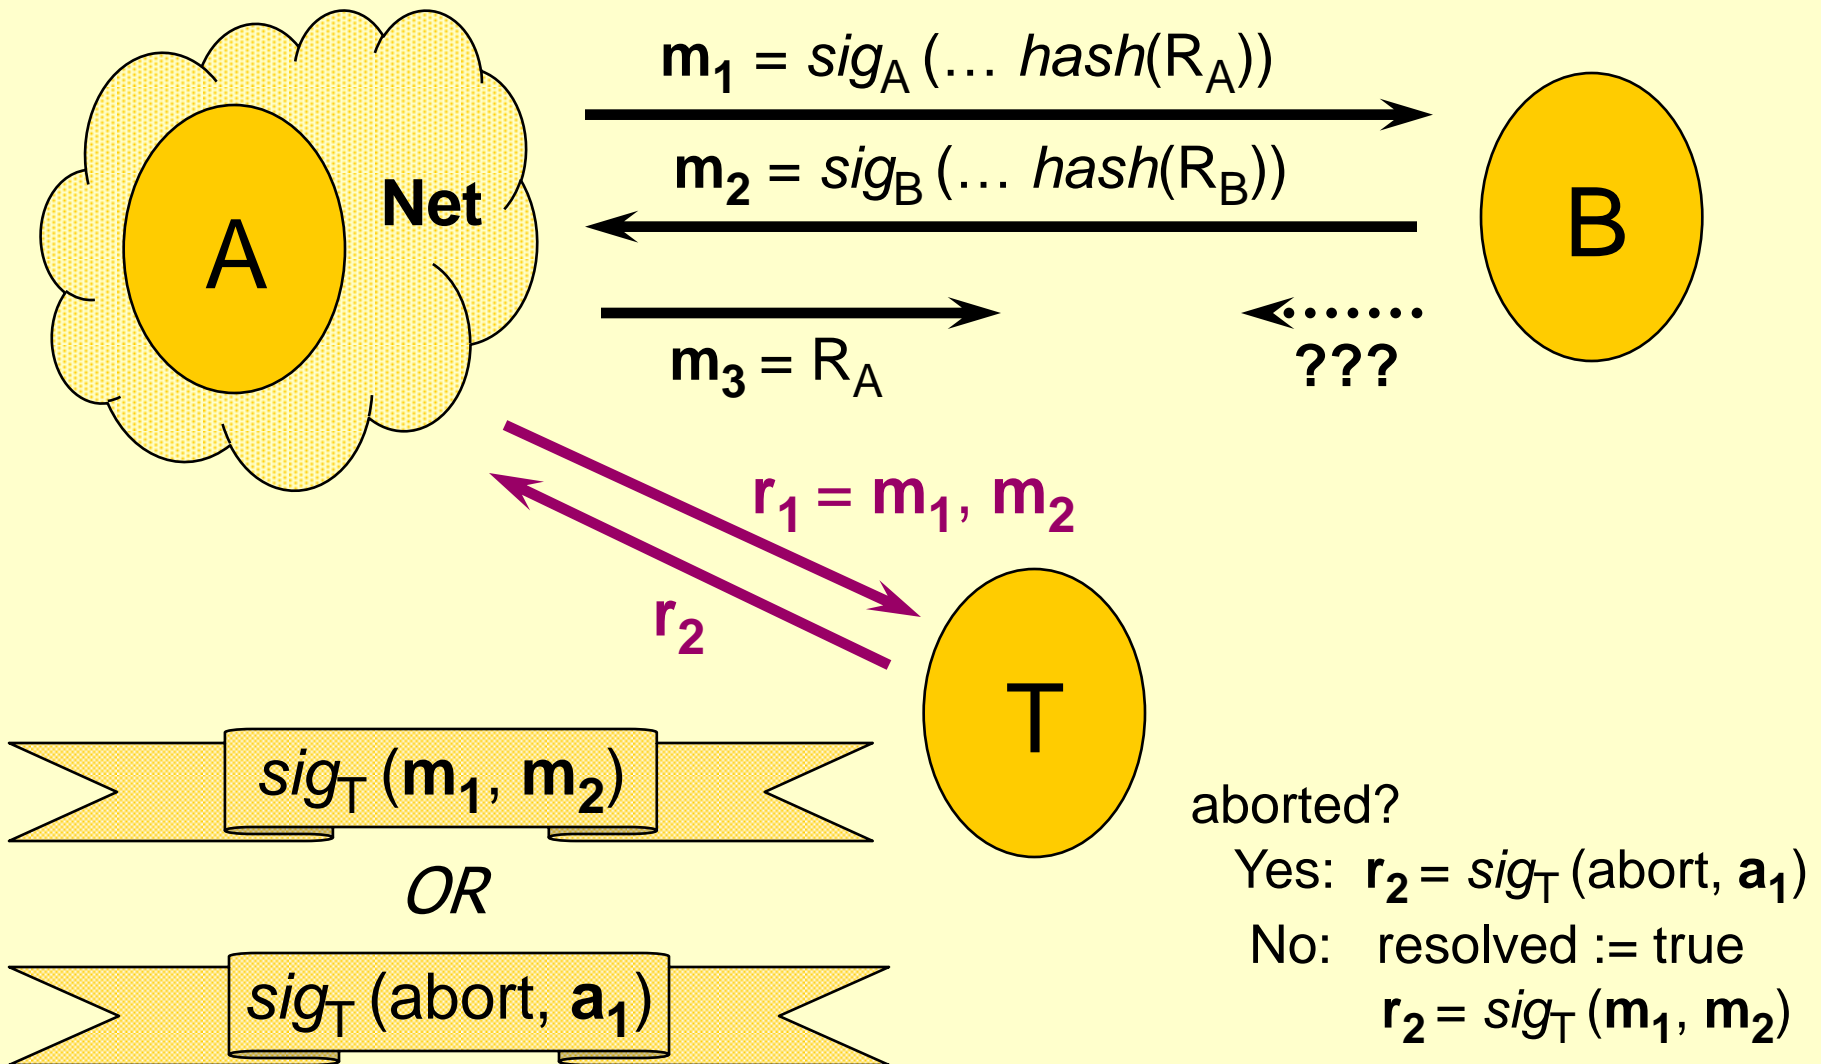 m1 = sigA (… hash(RA))
m2 = sigB (… hash(RB))
Net
A
B
m3 = RA
???
r1 = m1, m2
r2
T
sigT (m1, m2)
OR
sigT (abort, a1)
aborted?
Yes: r2 = sigT (abort, a1)
No: resolved := true
r2 = sigT (m1, m2)